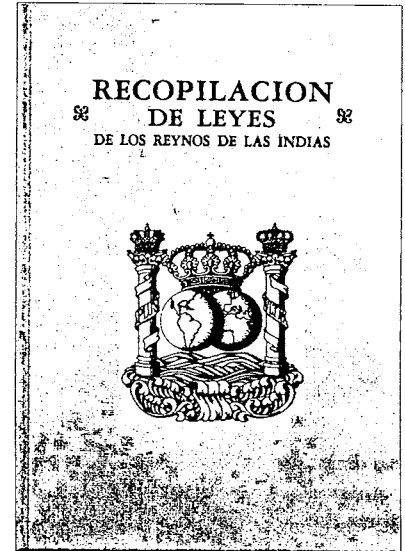 RECOPILACION
DE LEYES
DE LOS REYNOS DE LAS INDIAS